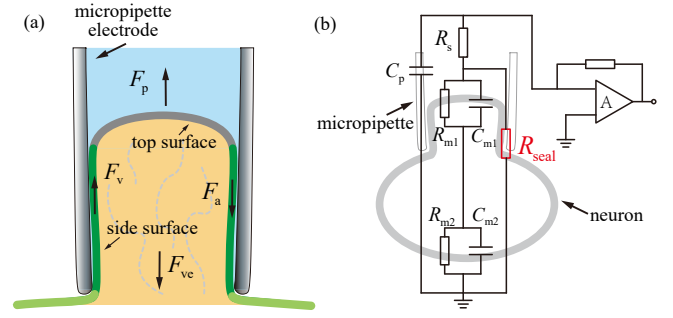 (a)
micropipette
electrode
F_p
top surface
F_v
F_a
side surface
F_ve
(b)
R_s
C_p
A
micropipette
R_m1
C_m1
R_seal
R_m2
C_m2
neuron